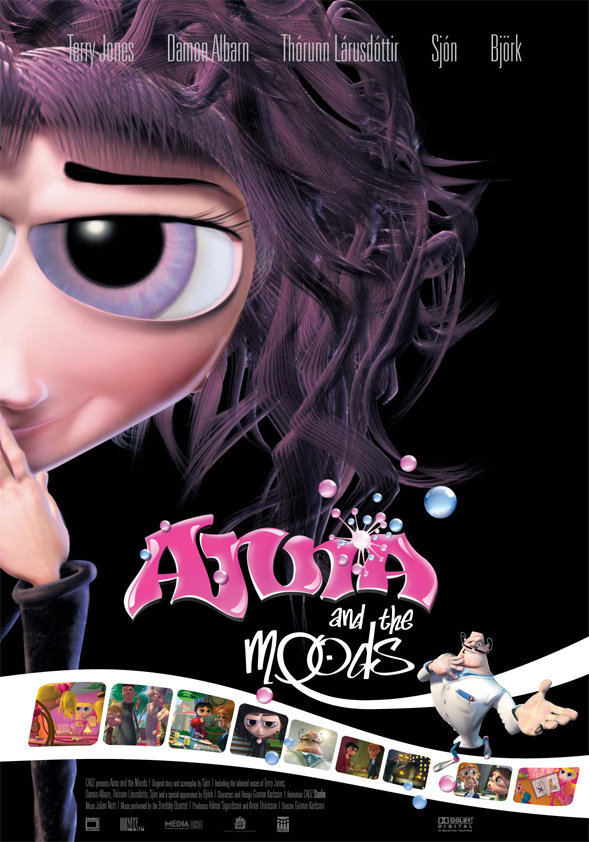 Terry Jones Damon Albarn Thórunn Lárusdóttir Sjón Björk
Anna
and the
moods
CAOZ presents Anna and the Moods | Original story and screenplay by Sjón | Including the talented voices of Terry Jones,
Damon Albarn, Thórunn Lárusdóttir, Sjón and a special appearance by Björk | Characters and Design Gunnar Karlsson | Animation CAOZ Studio
Music Julian Nott | Music performed by the Brodsky Quartet | Producers Hilmar Sigurdsson and Arnar Thórisson | Director Gunnar Karlsson
MEDIA
DOLBY
DIGITAL